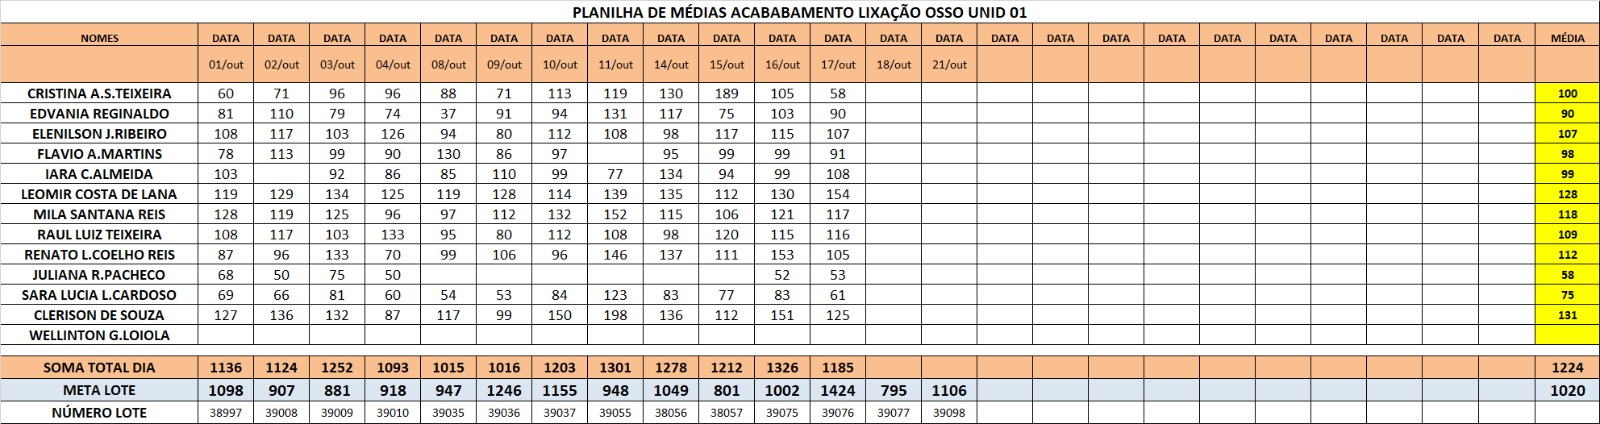 PLANILHA DE MÉDIAS ACABABAMENTO LIXAÇÃO OSSO UNID 01
NOMES DATA DATA DATA DATA DATA DATA DATA DATA DATA DATA DATA DATA DATA DATA DATA DATA DATA DATA DATA DATA DATA DATA DATA DATA MÉDIA
01/out 02/out 03/out 04/out 08/out 09/out 10/out 11/out 14/out 15/out 16/out 17/out 18/out 21/out
CRISTINA A.S.TEIXEIRA 60 71 96 96 88 71 113 119 130 189 105 58 100
EDVANIA REGINALDO 81 110 79 74 37 91 94 131 117 75 103 90 90
ELENILSON J.RIBEIRO 108 117 103 126 94 80 112 108 98 117 115 107 107
FLAVIO A.MARTINS 78 113 99 90 130 86 97 95 99 99 91 98
IARA C.ALMEIDA 103 92 86 85 110 99 77 134 94 99 108 99
LEOMIR COSTA DE LANA 119 129 134 125 119 128 114 139 135 112 130 154 128
MILA SANTANA REIS 128 119 125 96 97 112 132 152 115 106 121 117 118
RAUL LUIZ TEIXEIRA 108 117 103 133 95 80 112 108 98 120 115 116 109
RENATO L.COELHO REIS 87 96 133 70 99 106 96 146 137 111 153 105 112
JULIANA R.PACHECO 68 50 75 50 52 53 58
SARA LUCIA L.CARDOSO 69 66 81 60 54 53 84 123 83 77 83 61 75
CLERISON DE SOUZA 127 136 132 87 117 99 150 198 136 112 151 125 131
WELLINTON G.LOIOLA
SOMA TOTAL DIA 1136 1124 1252 1093 1015 1016 1203 1301 1278 1212 1326 1185 1224
META LOTE 1098 907 881 918 947 1246 1155 948 1049 801 1002 1424 795 1106 1020
NÚMERO LOTE 38997 39008 39009 39010 39035 39036 39037 39055 38056 38057 39075 39076 39077 39098